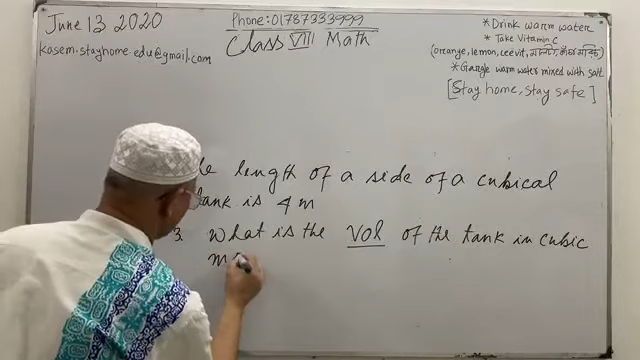 June 13 2020
kasem.stayhome.edu@gmail.com
Phone: 01787333999
Class VIII Math
* Drink warm water
* Take Vitamin C
(orange, lemon, ceevit,
* Gargle warm water mixed with salt
[Stay home, Stay safe]
length of a side of a cubical
tank is 4 m
3. What is the vol of the tank in cubic